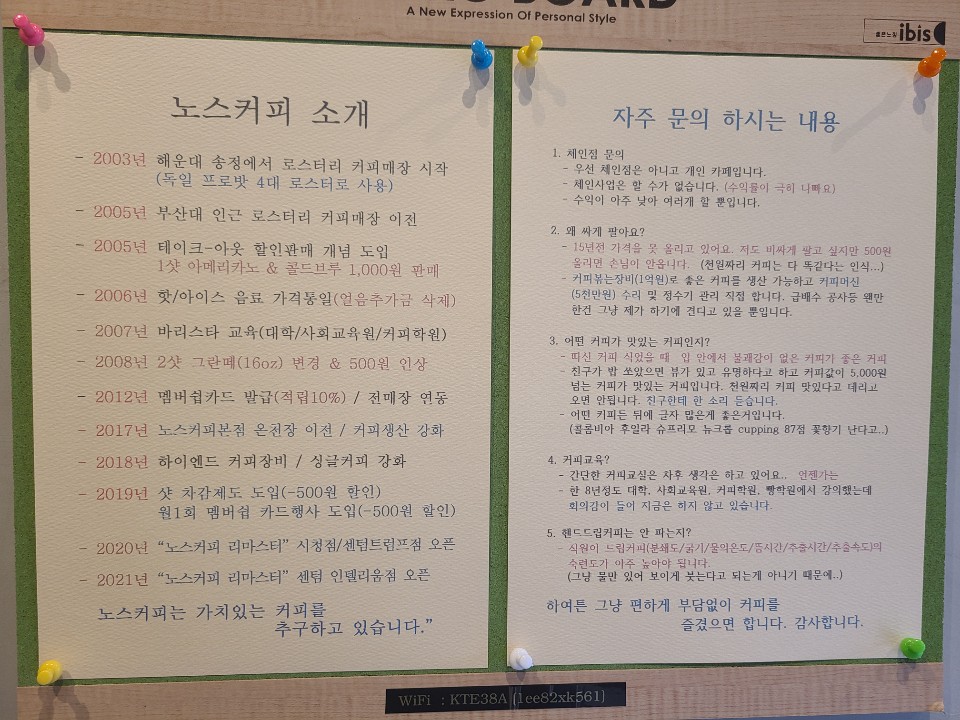 BOARD
A New Expression Of Personal Style
ibis
노스커피 소개
- 2003년 해운대 송정에서 로스터리 커피매장 시작
(독일 프로밧 4대 로스터로 사용)
- 2005년 부산대 인근 로스터리 커피매장 이전
- 2005년 테이크-아웃 할인판매 개념 도입
1샷 아메리카노 & 콜드브루 1,000원 판매
- 2006년 핫/아이스 음료 가격통일(얼음추가금 삭제)
- 2007년 바리스타 교육(대학/사회교육원/커피학원)
- 2008년 2샷 그란떼(16oz) 변경 & 500원 인상
- 2012년 멤버쉽카드 발급(적립10%) / 전매장 연동
- 2017년 노스커피본점 온천장 이전 / 커피생산 강화
- 2018년 하이엔드 커피장비 / 싱글커피 강화
- 2019년 샷 차감제도 도입(-500원 할인)
월1회 멤버쉽 카드행사 도입(-500원 할인)
- 2020년 “노스커피 리마스터” 시청점/센텀트럼프점 오픈
- 2021년 “노스커피 리마스터” 센텀 인텔리움점 오픈
노스커피는 가치있는 커피를
추구하고 있습니다.”
자주 문의 하시는 내용
1. 체인점 문의
- 우선 체인점은 아니고 개인 카페입니다.
- 체인사업은 할 수가 없습니다. (수익률이 극히 나빠요)
- 수익이 아주 낮아 여러개 할 뿐입니다.
2. 왜 싸게 팔아요?
- 15년전 가격을 못 올리고 있어요. 저도 비싸게 팔고 싶지만 500원
올리면 손님이 안옵니다. (천원짜리 커피는 다 똑같다는 인식...)
- 커피볶는장비(1억원)로 좋은 커피를 생산 가능하고 커피머신
(5천만원) 수리 및 정수기 관리 직접 합니다. 급배수 공사등 왠만
한건 그냥 제가 하기에 견디고 있을 뿐입니다.
3. 어떤 커피가 맛있는 커피인지?
- 띠신 커피 식었을 때 입 안에서 불쾌감이 없은 커피가 좋은 커피
- 친구가 밥 쏘았으면 뷰가 있고 유명하다고 하고 커피값이 5,000원
넘는 커피가 맛있는 커피입니다. 천원짜리 커피 맛있다고 데리고
오면 안됩니다. 친구한테 한 소리 듣습니다.
- 어떤 키피든 뒤에 글자 많은게 좋은거입니다.
(콜롬비아 후일라 슈프리모 뉴크롭 cupping 87점 꽃향기 난다고..)
4. 커피교육?
- 간단한 커피교실은 차후 생각은 하고 있어요.. 언젠가는
- 한 8년정도 대학, 사회교육원, 커피학원, 빵학원에서 강의했는데
회의감이 들어 지금은 하지 않고 있습니다.
5. 핸드드립커피는 안 파는지?
- 직원이 드립커피(분쇄도/굵기/물의온도/뜸시간/추출시간/추출속도)의
숙련도가 아주 높아야 됩니다.
(그냥 물만 있어 보이게 붓는다고 되는게 아니기 때문에..)
하여튼 그냥 편하게 부담없이 커피를
즐겼으면 합니다. 감사합니다.
WiFi : KTE38A (1ee82xk561)